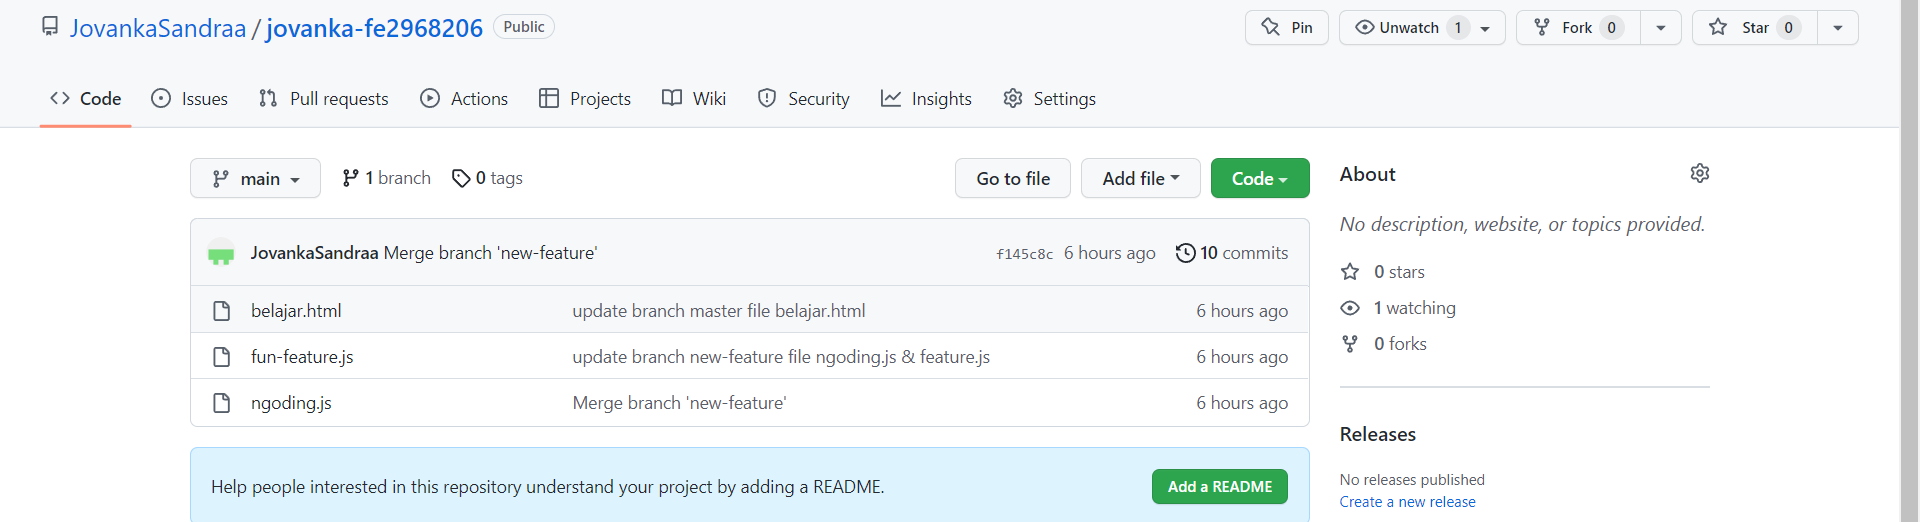 JovankaSandraa / jovanka-fe2968206 Public Pin Unwatch 1 Fork 0 Star 0
Code Issues Pull requests Actions Projects Wiki Security Insights Settings
main 1 branch 0 tags Go to file Add file Code
JovankaSandraa Merge branch 'new-feature' f145c8c 6 hours ago 10 commits
belajar.html update branch master file belajar.html 6 hours ago
fun-feature.js update branch new-feature file ngoding.js & feature.js 6 hours ago
ngoding.js Merge branch 'new-feature' 6 hours ago
Help people interested in this repository understand your project by adding a README. Add a README
About
No description, website, or topics provided.
0 stars
1 watching
0 forks
Releases
No releases published
Create a new release